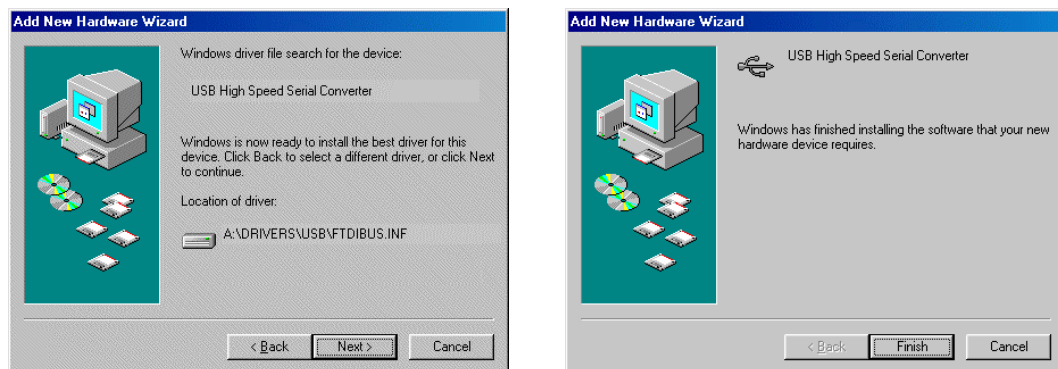 Add New Hardware Wizard
Windows driver file search for the device:
USB High Speed Serial Converter
Windows is now ready to install the best driver for this
device. Click Back to select a different driver, or click Next
to continue.
Location of driver:
A:\DRIVERS\USB\FTDIBUS.INF
< Back
Next >
Cancel
Add New Hardware Wizard
USB High Speed Serial Converter
Windows has finished installing the software that your new
hardware device requires.
< Back
Finish
Cancel